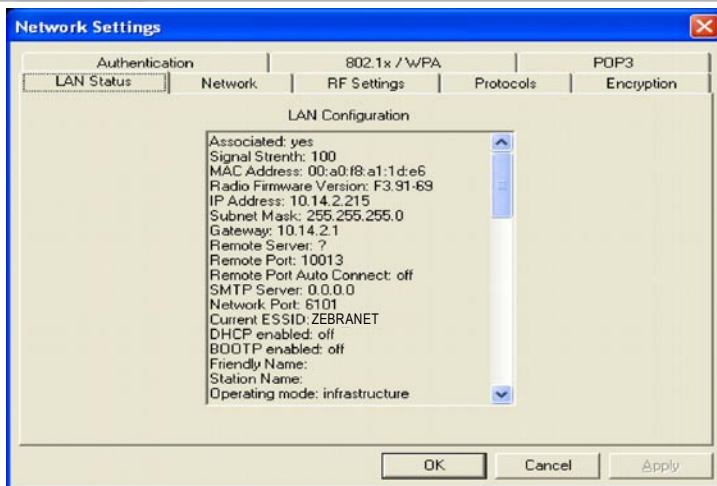 Network Settings
Authentication
802.1x / WPA
POP3
LAN Status
Network
RF Settings
Protocols
Encryption
LAN Configuration
Associated: yes
Signal Strenth: 100
MAC Address: 00:a0:f8:a1:1d:e6
Radio Firmware Version: F3.91-69
IP Address: 10.14.2.215
Subnet Mask: 255.255.255.0
Gateway: 10.14.2.1
Remote Server: ?
Remote Port: 10013
Remote Port Auto Connect: off
SMTP Server: 0.0.0.0
Network Port: 6101
Current ESSID: ZEBRANET
DHCP enabled: off
BOOTP enabled: off
Friendly Name:
Station Name:
Operating mode: infrastructure
OK
Cancel
Apply